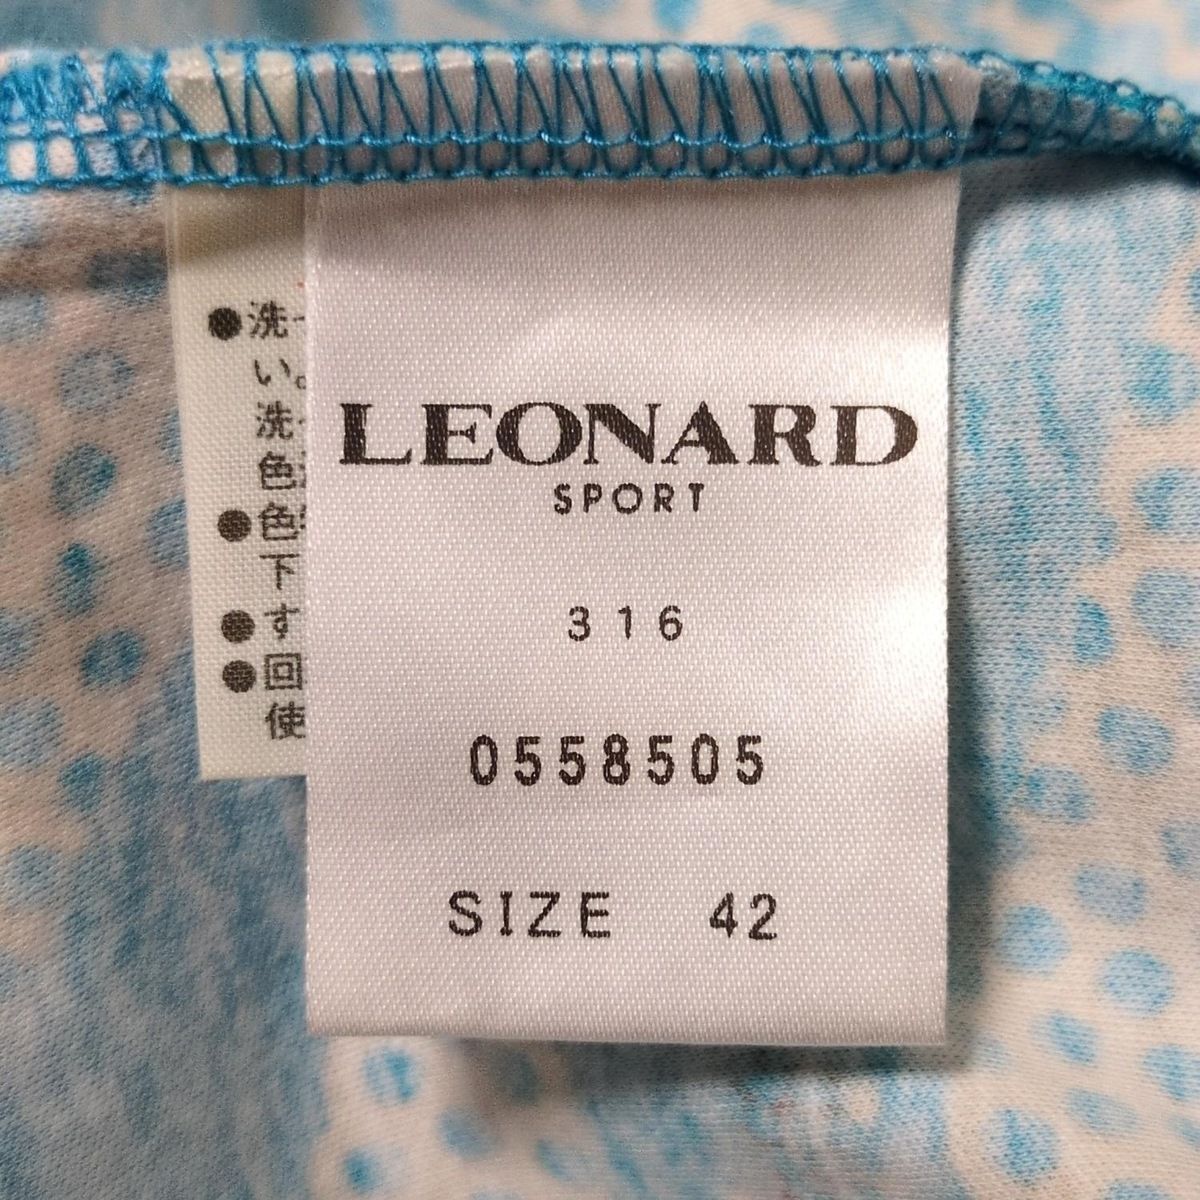 LEONARD
SPORT
316
0558505
SIZE 42
●洗
い。
洗
色
●色
下
●す
●回
使